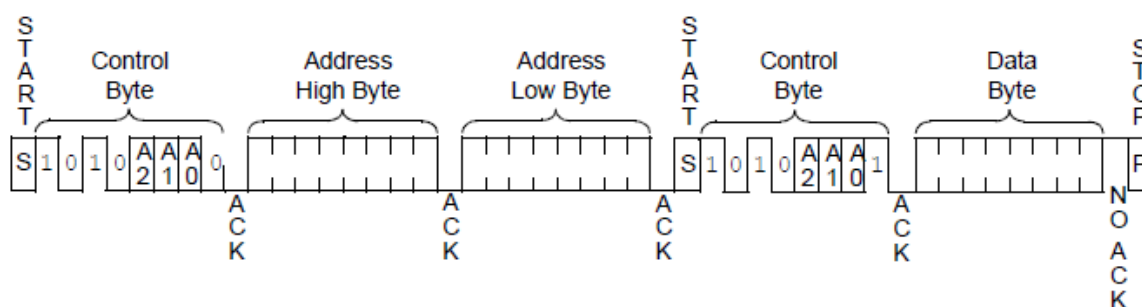 START
Control
Byte
Address
High Byte
Address
Low Byte
START
Control
Byte
Data
Byte
STOP
S 1 0 1 0 A2 A1 A0 0
S 1 0 1 0 A2 A1 A0 1
P
ACK
ACK
ACK
ACK
NO ACK